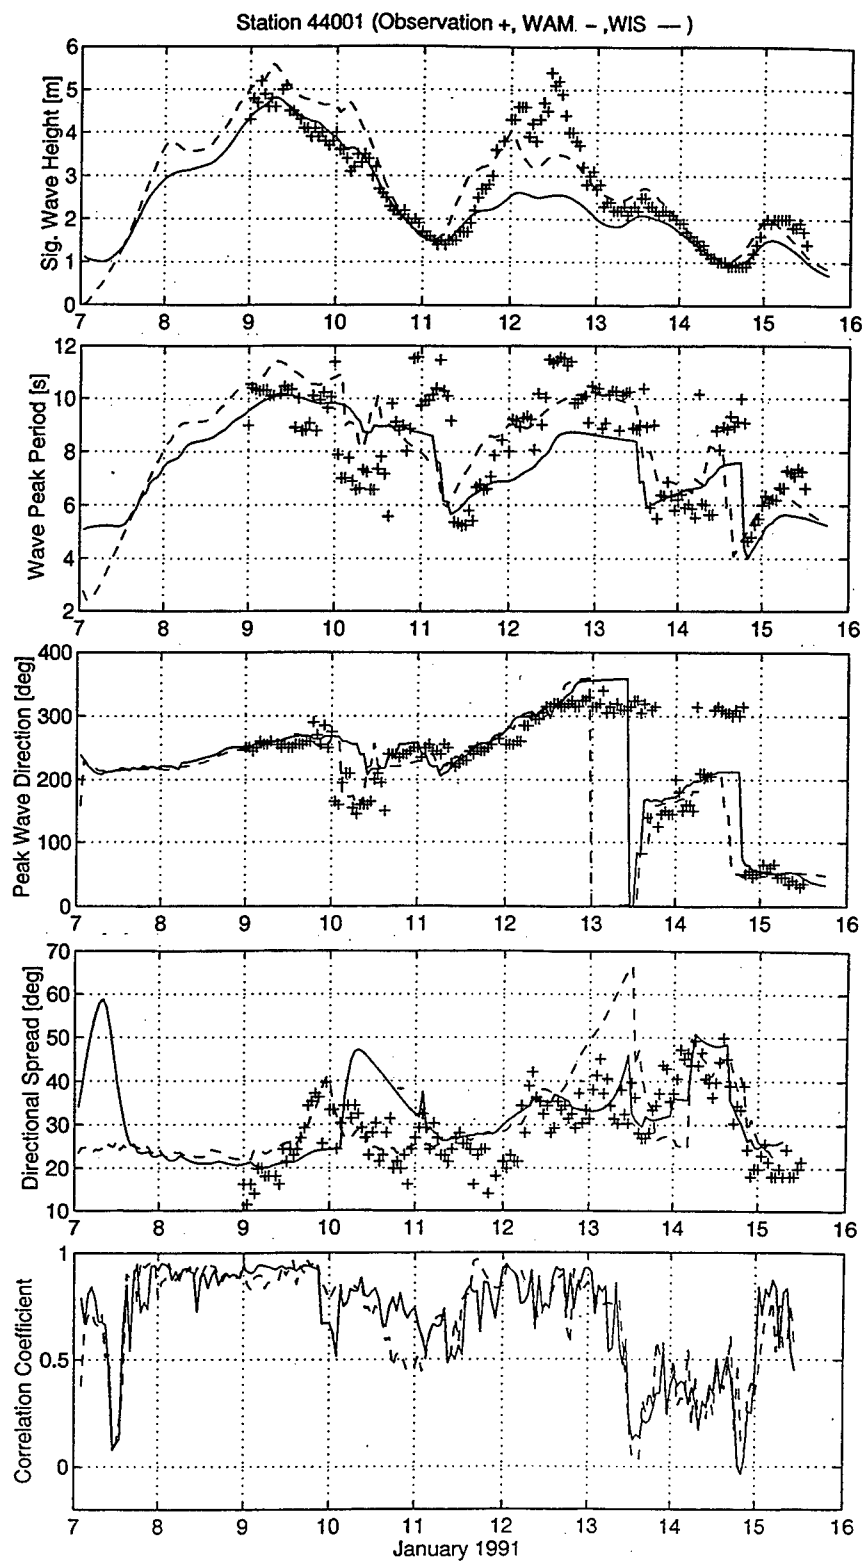 Station 44001 (Observation +, WAM - ,WIS — )
Sig. Wave Height [m]
6
5
4
3
2
1
0
7 8 9 10 11 12 13 14 15 16
Wave Peak Period [s]
12
10
8
6
4
2
7 8 9 10 11 12 13 14 15 16
Peak Wave Direction [deg]
400
300
200
100
0
7 8 9 10 11 12 13 14 15 16
Directional Spread [deg]
70
60
50
40
30
20
10
7 8 9 10 11 12 13 14 15 16
Correlation Coefficient
1
0.5
0
7 8 9 10 11 12 13 14 15 16
January 1991